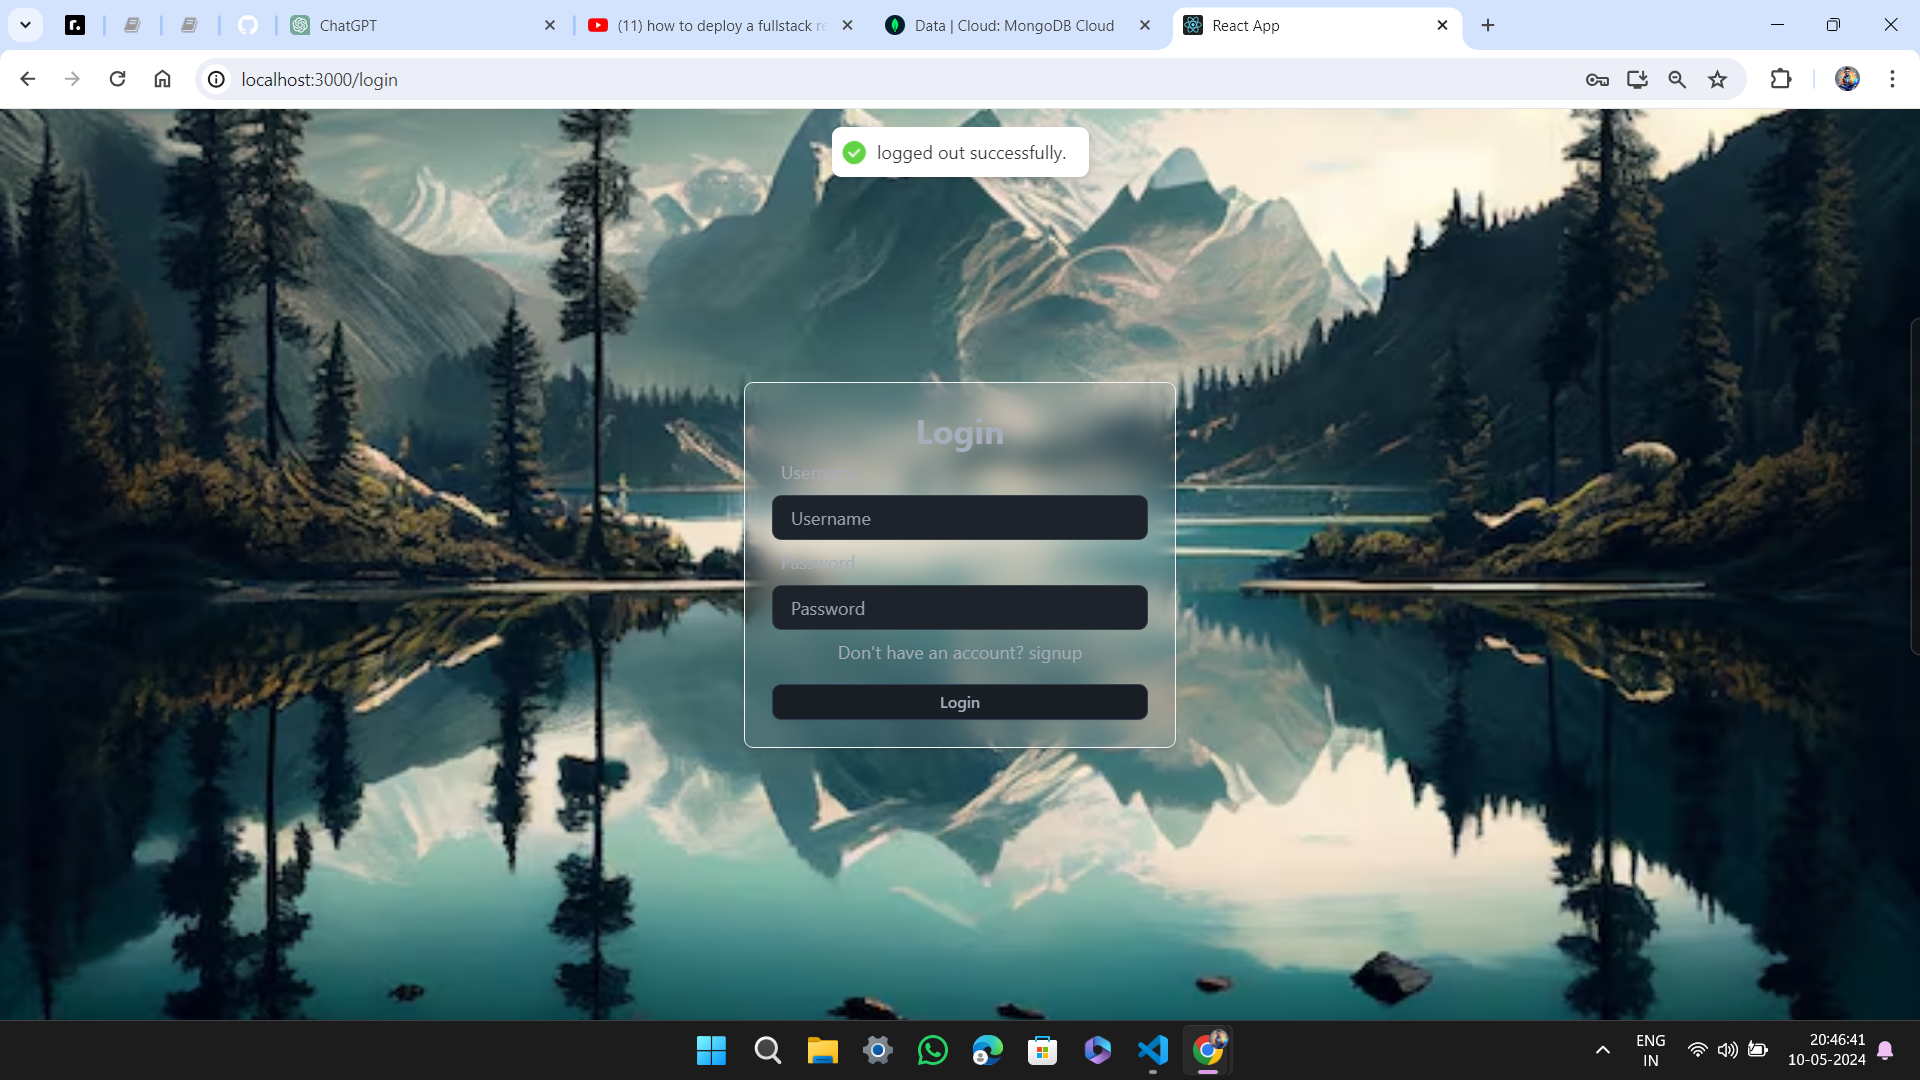 ChatGPT
(11) how to deploy a fullstack re
Data | Cloud: MongoDB Cloud
React App
localhost:3000/login
logged out successfully.
Login
Username
Username
Password
Password
Don't have an account? signup
Login
ENG
IN
20:46:41
10-05-2024